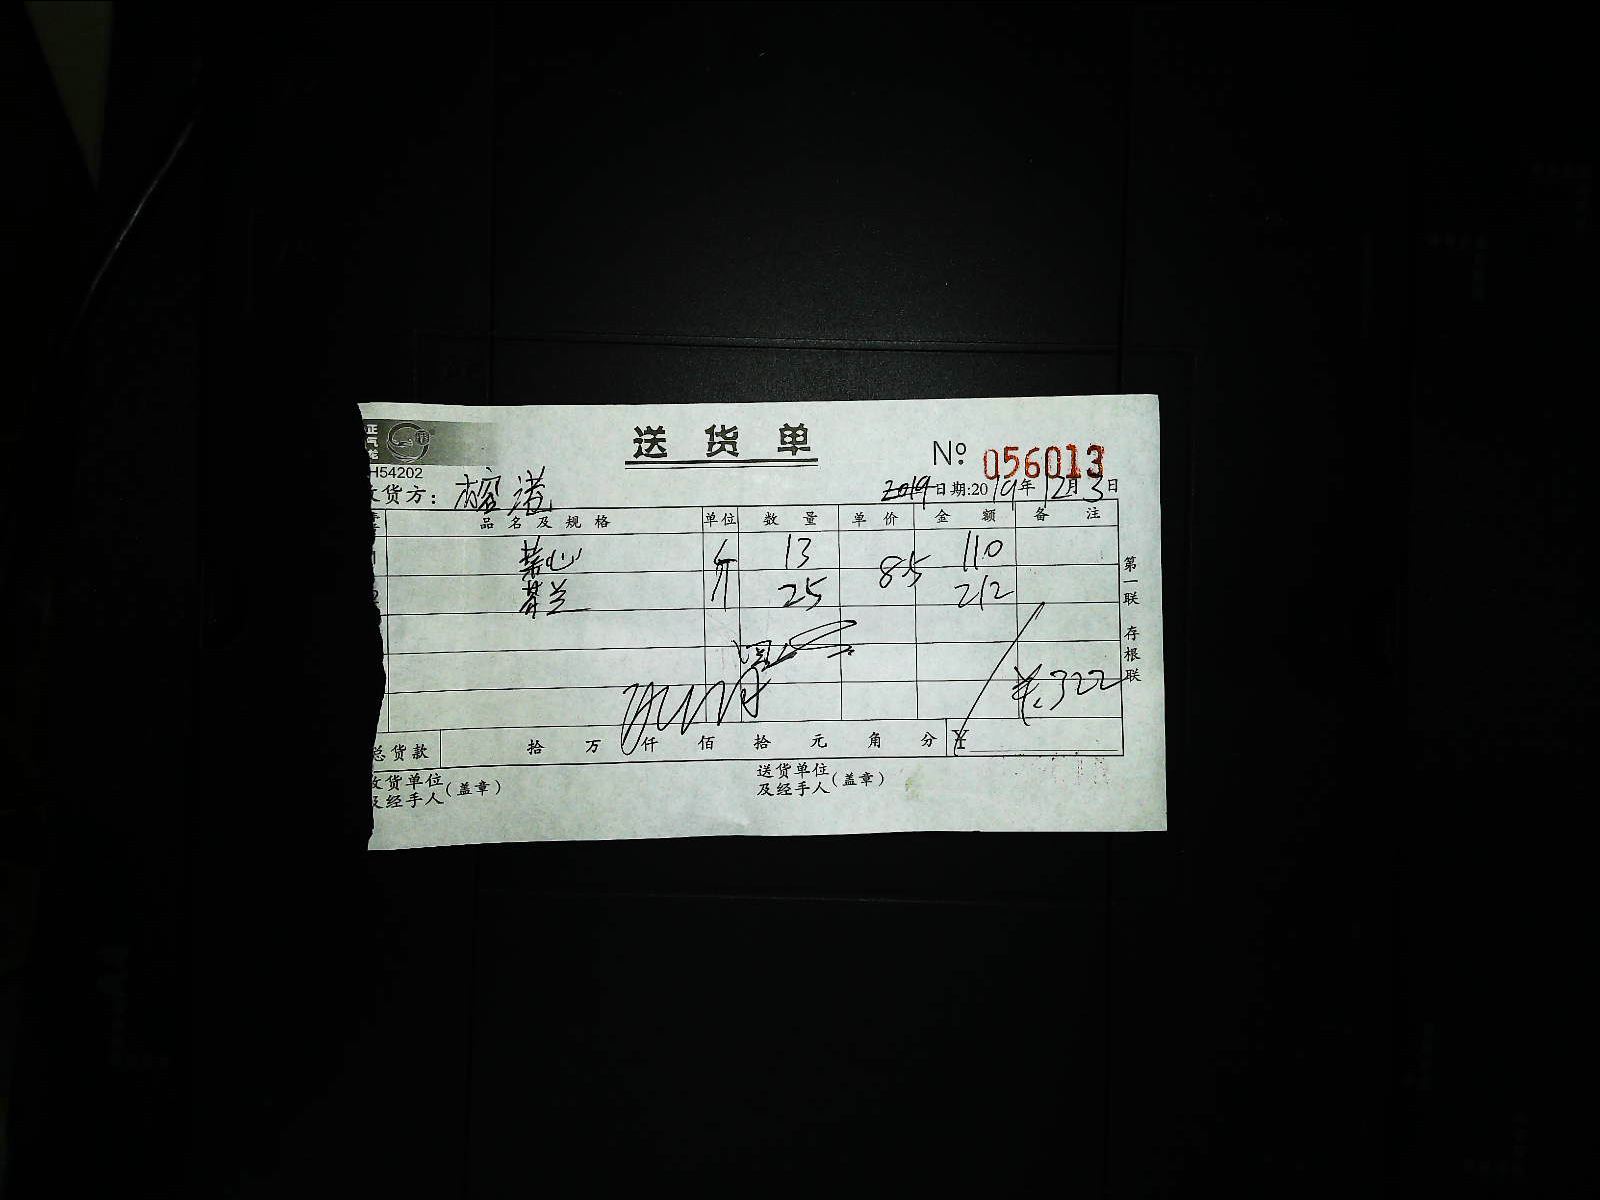 正气
H54202
送货单
No 056013
货方: 榕港
2019 日期:2019年12月3日
品名及规格 单位 数量 单价 金额 备注
1 菜心 斤 13 8.5 110
2 芥兰 斤 25 212
¥322
总货款 拾 万 仟 佰 拾 元 角 分 ¥
收货单位及经手人(盖章)
送货单位及经手人(盖章)
第一联 存根联